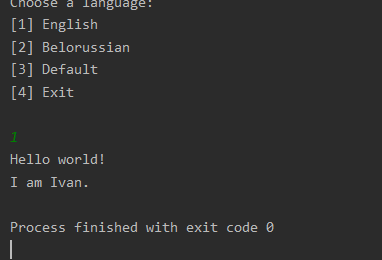 Choose a language:
[1] English
[2] Belorussian
[3] Default
[4] Exit
1
Hello world!
I am Ivan.
Process finished with exit code 0